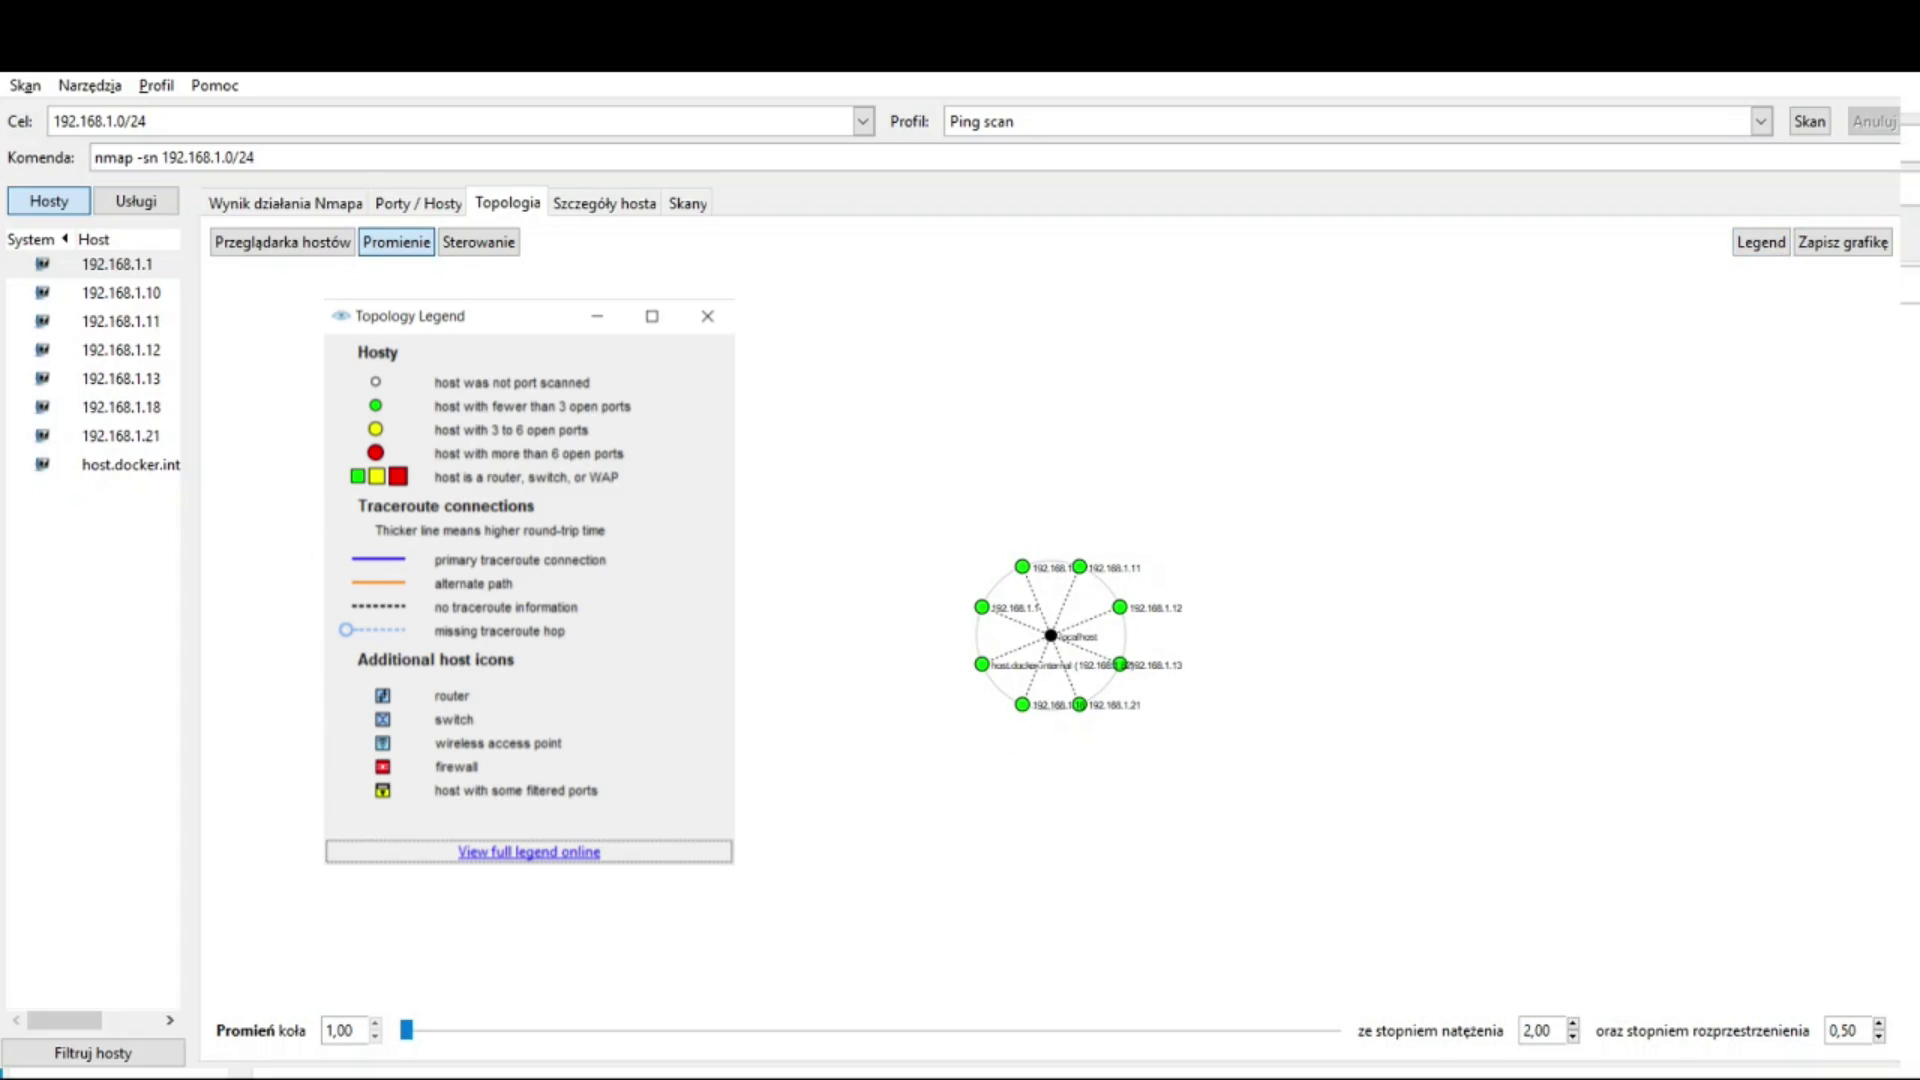 Skan Narzędzja Profil Pomoc
Cel: 192.168.1.0/24 Profil: Ping scan Skan Anuluj
Komenda: nmap -sn 192.168.1.0/24
Hosty Usługi
Wynik działania Nmapa Porty / Hosty Topologia Szczegóły hosta Skany
System Host
Przeglądarka hostów Promienie Sterowanie Legend Zapisz grafikę
192.168.1.1
192.168.1.10
192.168.1.11
192.168.1.12
192.168.1.13
192.168.1.18
192.168.1.21
host.docker.int
Topology Legend
Hosty
host was not port scanned
host with fewer than 3 open ports
host with 3 to 6 open ports
host with more than 6 open ports
host is a router, switch, or WAP
Traceroute connections
Thicker line means higher round-trip time
primary traceroute connection
alternate path
no traceroute information
missing traceroute hop
Additional host icons
router
switch
wireless access point
firewall
host with some filtered ports
View full legend online
192.168.1 192.168.1.11
192.168.1.1 192.168.1.12
localhost
host.docker.internal (192.168. 192.168.1.13
192.168.1.18 192.168.1.21
Promień koła 1,00 ze stopniem natężenia 2,00 oraz stopniem rozprzestrzenienia 0,50
Filtruj hosty